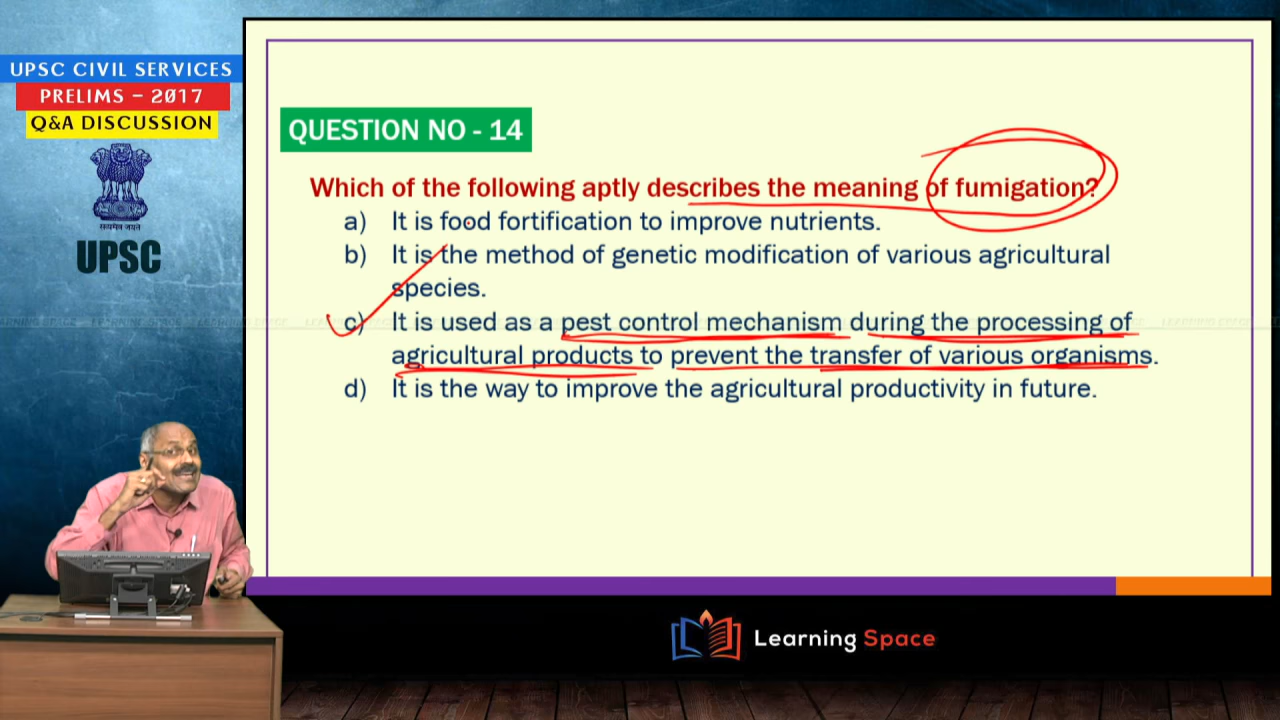 UPSC CIVIL SERVICES
PRELIMS – 2017
Q&A DISCUSSION
सत्यमेव जयते
UPSC
QUESTION NO - 14
Which of the following aptly describes the meaning of fumigation?
a) It is food fortification to improve nutrients.
b) It is the method of genetic modification of various agricultural
species.
c) It is used as a pest control mechanism during the processing of
agricultural products to prevent the transfer of various organisms.
d) It is the way to improve the agricultural productivity in future.
Learning Space